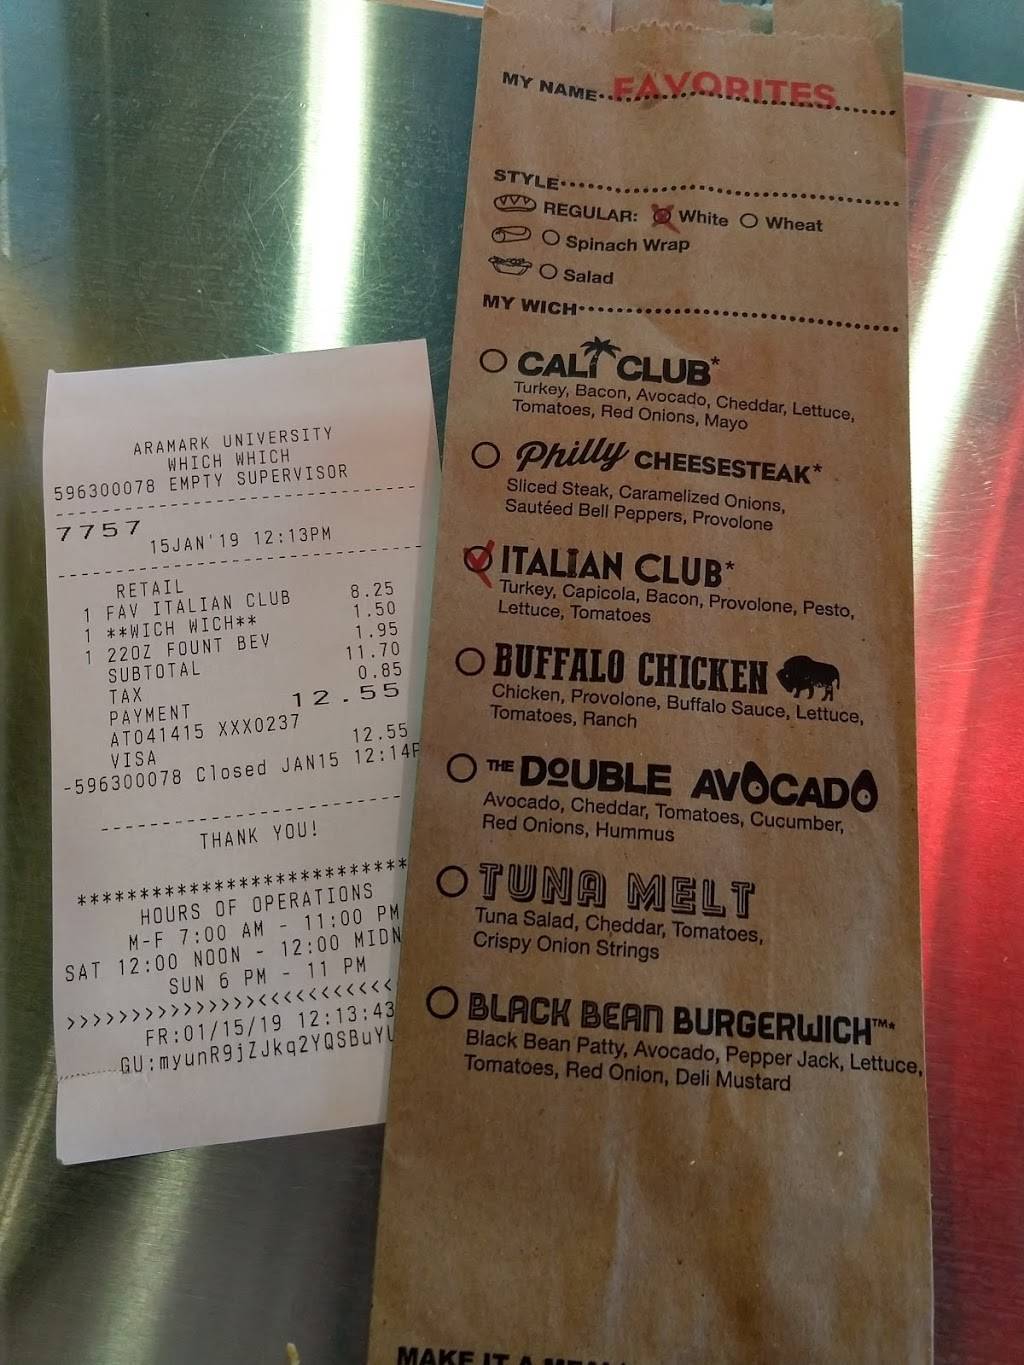 ARAMARK UNIVERSITY
WHICH WHICH
596300078 EMPTY SUPERVISOR
7757
15JAN'19 12:13PM
RETAIL
1 FAV ITALIAN CLUB 8.25
1 **WICH WICH** 1.50
1 22OZ FOUNT BEV 1.95
SUBTOTAL 11.70
TAX 0.85
PAYMENT 12.55
AT041415 XXX0237
VISA 12.55
-596300078 Closed JAN15 12:14P
THANK YOU!
****************************
HOURS OF OPERATIONS
M-F 7:00 AM - 11:00 PM
SAT 12:00 NOON - 12:00 MIDN
SUN 6 PM - 11 PM
>>>>>>>>>>>>>>><<<<<<<<<<<
FR:01/15/19 12:13:43
GU:myunR9jZJkq2YQSBuYU
MY NAME FAVORITES
STYLE
REGULAR: White Wheat
Spinach Wrap
Salad
MY WICH
CALI CLUB*
Turkey, Bacon, Avocado, Cheddar, Lettuce,
Tomatoes, Red Onions, Mayo
Philly CHEESESTEAK*
Sliced Steak, Caramelized Onions,
Sautéed Bell Peppers, Provolone
ITALIAN CLUB*
Turkey, Capicola, Bacon, Provolone, Pesto,
Lettuce, Tomatoes
BUFFALO CHICKEN
Chicken, Provolone, Buffalo Sauce, Lettuce,
Tomatoes, Ranch
THE DOUBLE AVOCADO
Avocado, Cheddar, Tomatoes, Cucumber,
Red Onions, Hummus
TUNA MELT
Tuna Salad, Cheddar, Tomatoes,
Crispy Onion Strings
BLACK BEAN BURGERWICH™*
Black Bean Patty, Avocado, Pepper Jack, Lettuce,
Tomatoes, Red Onion, Deli Mustard
MAKE IT A